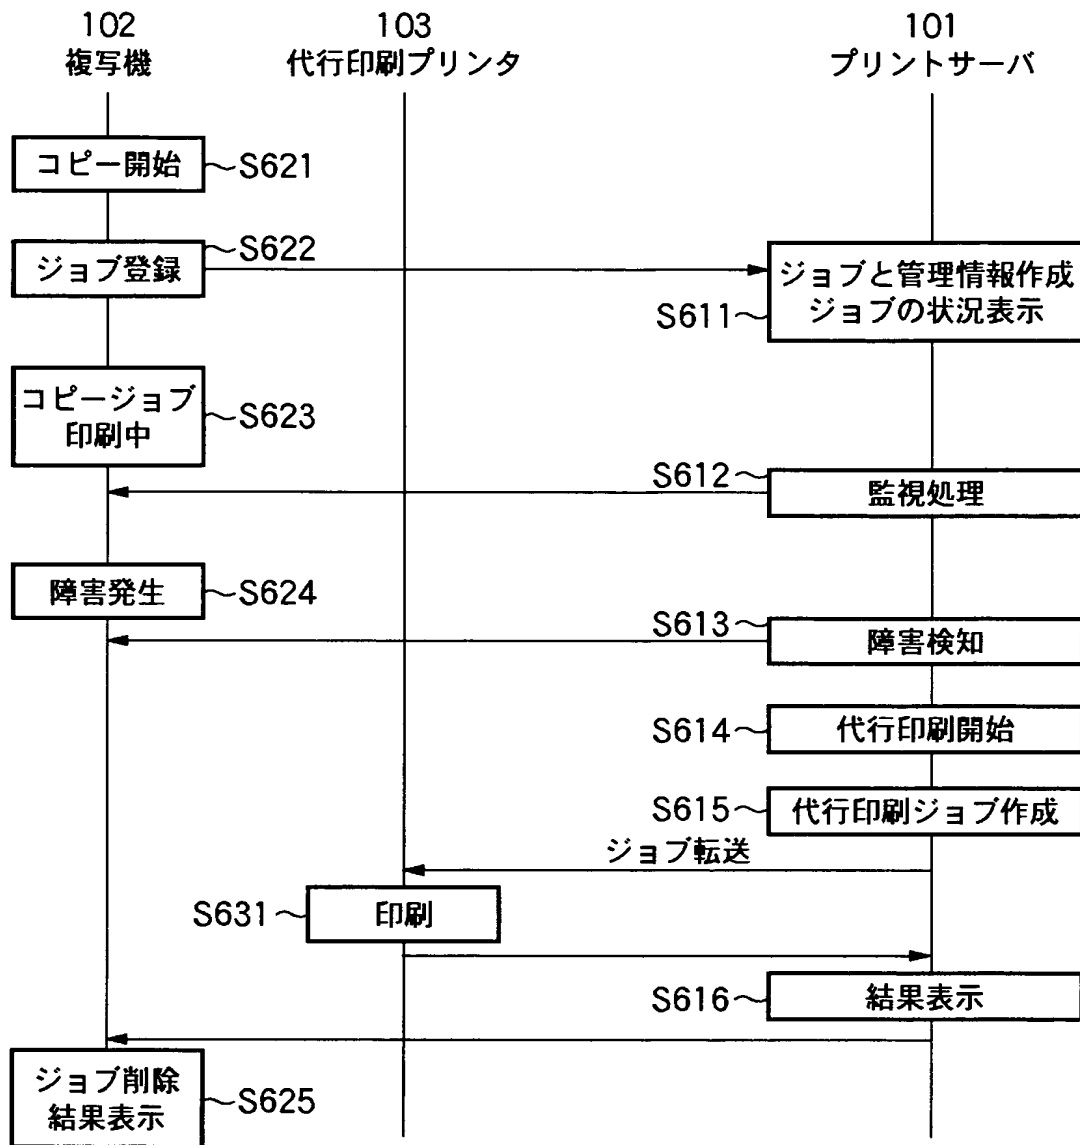 102
複写機
103
代行印刷プリンタ
101
プリントサーバ
コピー開始
S621
ジョブ登録
S622
ジョブと管理情報作成
ジョブの状況表示
S611
コピージョブ
印刷中
S623
S612
監視処理
障害発生
S624
S613
障害検知
S614
代行印刷開始
S615
代行印刷ジョブ作成
ジョブ転送
S631
印刷
S616
結果表示
ジョブ削除
結果表示
S625